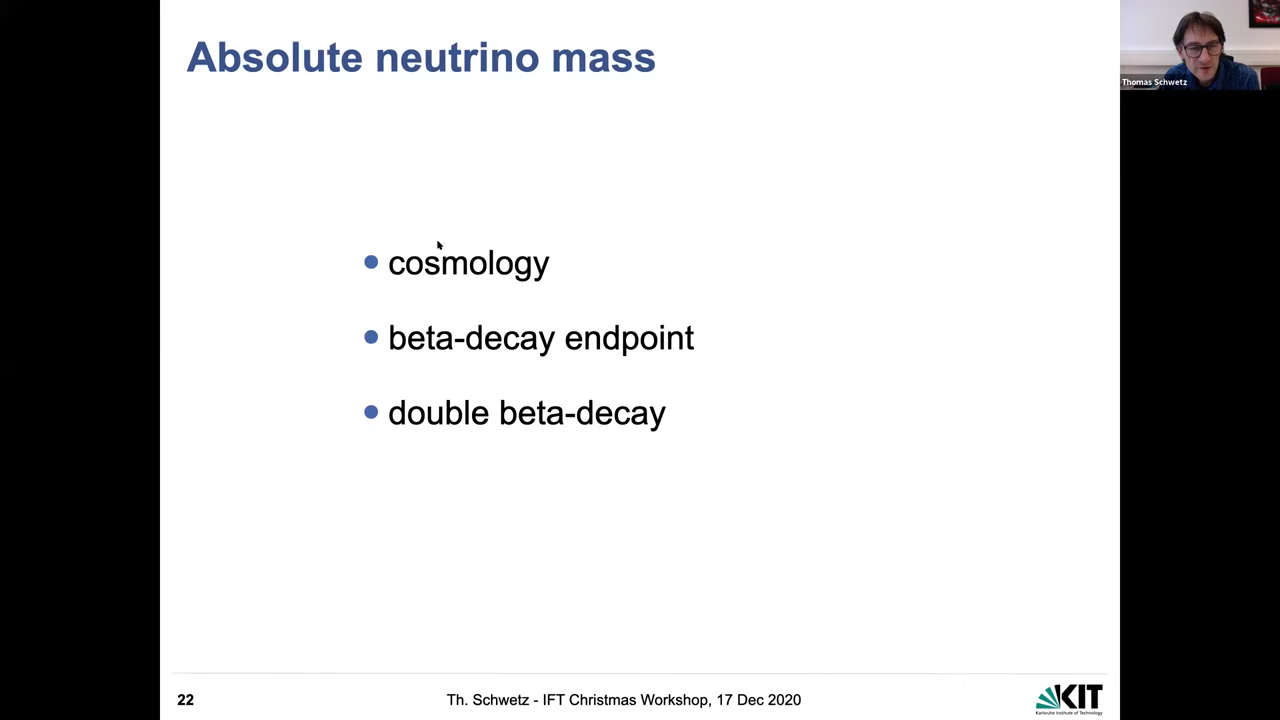 Absolute neutrino mass
Thomas Schwetz
• cosmology
• beta-decay endpoint
• double beta-decay
22
Th. Schwetz - IFT Christmas Workshop, 17 Dec 2020
KIT
Karlsruhe Institute of Technology